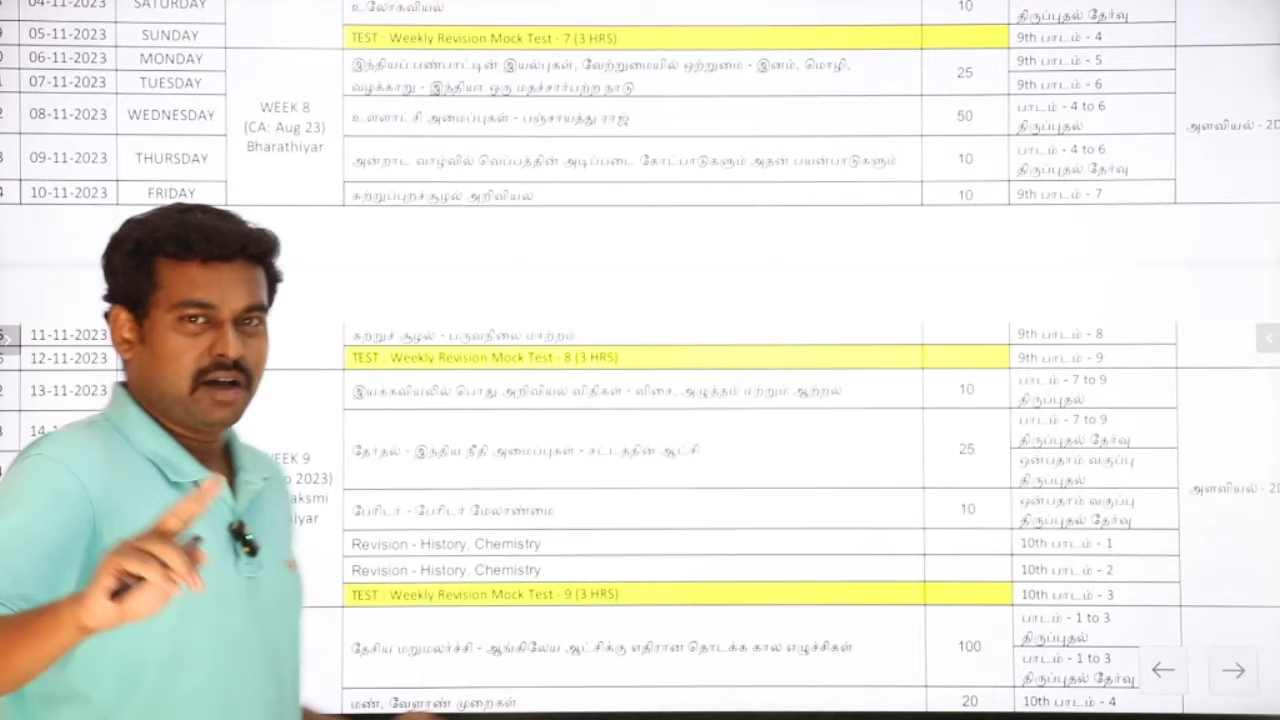 04-11-2023 SATURDAY உலோகவியல் 10 திருப்புதல் தேர்வு
05-11-2023 SUNDAY TEST - Weekly Revision Mock Test - 7 (3 HRS) 9th பாடம் - 4
06-11-2023 MONDAY இந்தியப் பண்பாட்டின் இயல்புகள், வேற்றுமையில் ஒற்றுமை - இனம், மொழி, 25 9th பாடம் - 5
07-11-2023 TUESDAY வழக்காறு - இந்தியா ஒரு மதச்சார்பற்ற நாடு 9th பாடம் - 6
WEEK 8
(CA: Aug 23)
Bharathiyar
08-11-2023 WEDNESDAY உள்ளாட்சி அமைப்புகள் - பஞ்சாயத்து ராஜ் 50 பாடம் - 4 to 6
திருப்புதல்
அளவியல் - 2D
09-11-2023 THURSDAY அன்றாட வாழ்வில் வெப்பத்தின் அடிப்படை கோட்பாடுகளும் அதன் பயன்பாடுகளும் 10 பாடம் - 4 to 6
திருப்புதல் தேர்வு
10-11-2023 FRIDAY சுற்றுப்புறச்சூழல் அறிவியல் 10 9th பாடம் - 7
11-11-2023 சுற்றுச் சூழல் - பருவநிலை மாற்றம் 9th பாடம் - 8
12-11-2023 TEST - Weekly Revision Mock Test - 8 (3 HRS) 9th பாடம் - 9
13-11-2023 இயக்கவியலில் பொது அறிவியல் விதிகள் - விசை, அழுத்தம் மற்றும் ஆற்றல் 10 பாடம் - 7 to 9
திருப்புதல்
14- தேர்தல் - இந்திய நீதி அமைப்புகள் - சட்டத்தின் ஆட்சி 25 பாடம் - 7 to 9
திருப்புதல் தேர்வு
EEK 9
2023)
aksmi
iyar
ஒன்பதாம் வகுப்பு
திருப்புதல்
அளவியல் - 2D
பேரிடர் - பேரிடர் மேலாண்மை 10 ஒன்பதாம் வகுப்பு
திருப்புதல் தேர்வு
Revision - History, Chemistry 10th பாடம் - 1
Revision - History, Chemistry 10th பாடம் - 2
TEST - Weekly Revision Mock Test - 9 (3 HRS) 10th பாடம் - 3
தேசிய மறுமலர்ச்சி - ஆங்கிலேய ஆட்சிக்கு எதிரான தொடக்க கால எழுச்சிகள் 100 பாடம் - 1 to 3
திருப்புதல்
பாடம் - 1 to 3
திருப்புதல் தேர்வு
மண், வேளாண் முறைகள் 20 10th பாடம் - 4